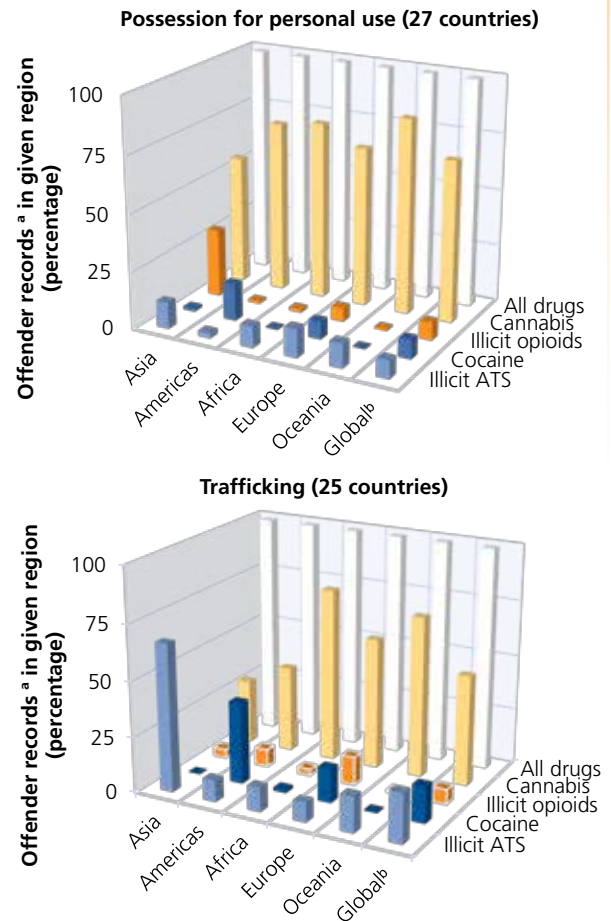 Possession for personal use (27 countries)
Offender records ᵃ in given region
(percentage)
100
75
50
25
0
Asia
Americas
Africa
Europe
Oceania
Globalᵇ
All drugs
Cannabis
Illicit opioids
Cocaine
Illicit ATS
Trafficking (25 countries)
Offender records ᵃ in given region
(percentage)
100
75
50
25
0
Asia
Americas
Africa
Europe
Oceania
Globalᵇ
All drugs
Cannabis
Illicit opioids
Cocaine
Illicit ATS